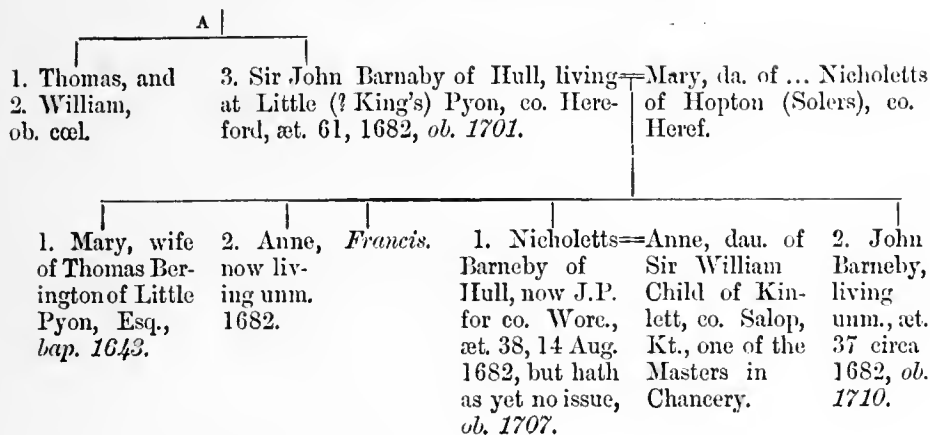 A
1. Thomas, and
2. William,
ob. cœl.
3. Sir John Barnaby of Hull, living
at Little (? King's) Pyon, co. Here-
ford, æt. 61, 1682, ob. 1701.
Mary, da. of ... Nicholetts
of Hopton (Solers), co.
Heref.
1. Mary, wife
of Thomas Ber-
ington of Little
Pyon, Esq.,
bap. 1643.
2. Anne,
now liv-
ing unm.
1682.
Francis.
1. Nicholetts
Barneby of
Hull, now J.P.
for co. Worc.,
æt. 38, 14 Aug.
1682, but hath
as yet no issue,
ob. 1707.
Anne, dau. of
Sir William
Child of Kin-
lett, co. Salop,
Kt., one of the
Masters in
Chancery.
2. John
Barneby,
living
unm., æt.
37 circa
1682, ob.
1710.